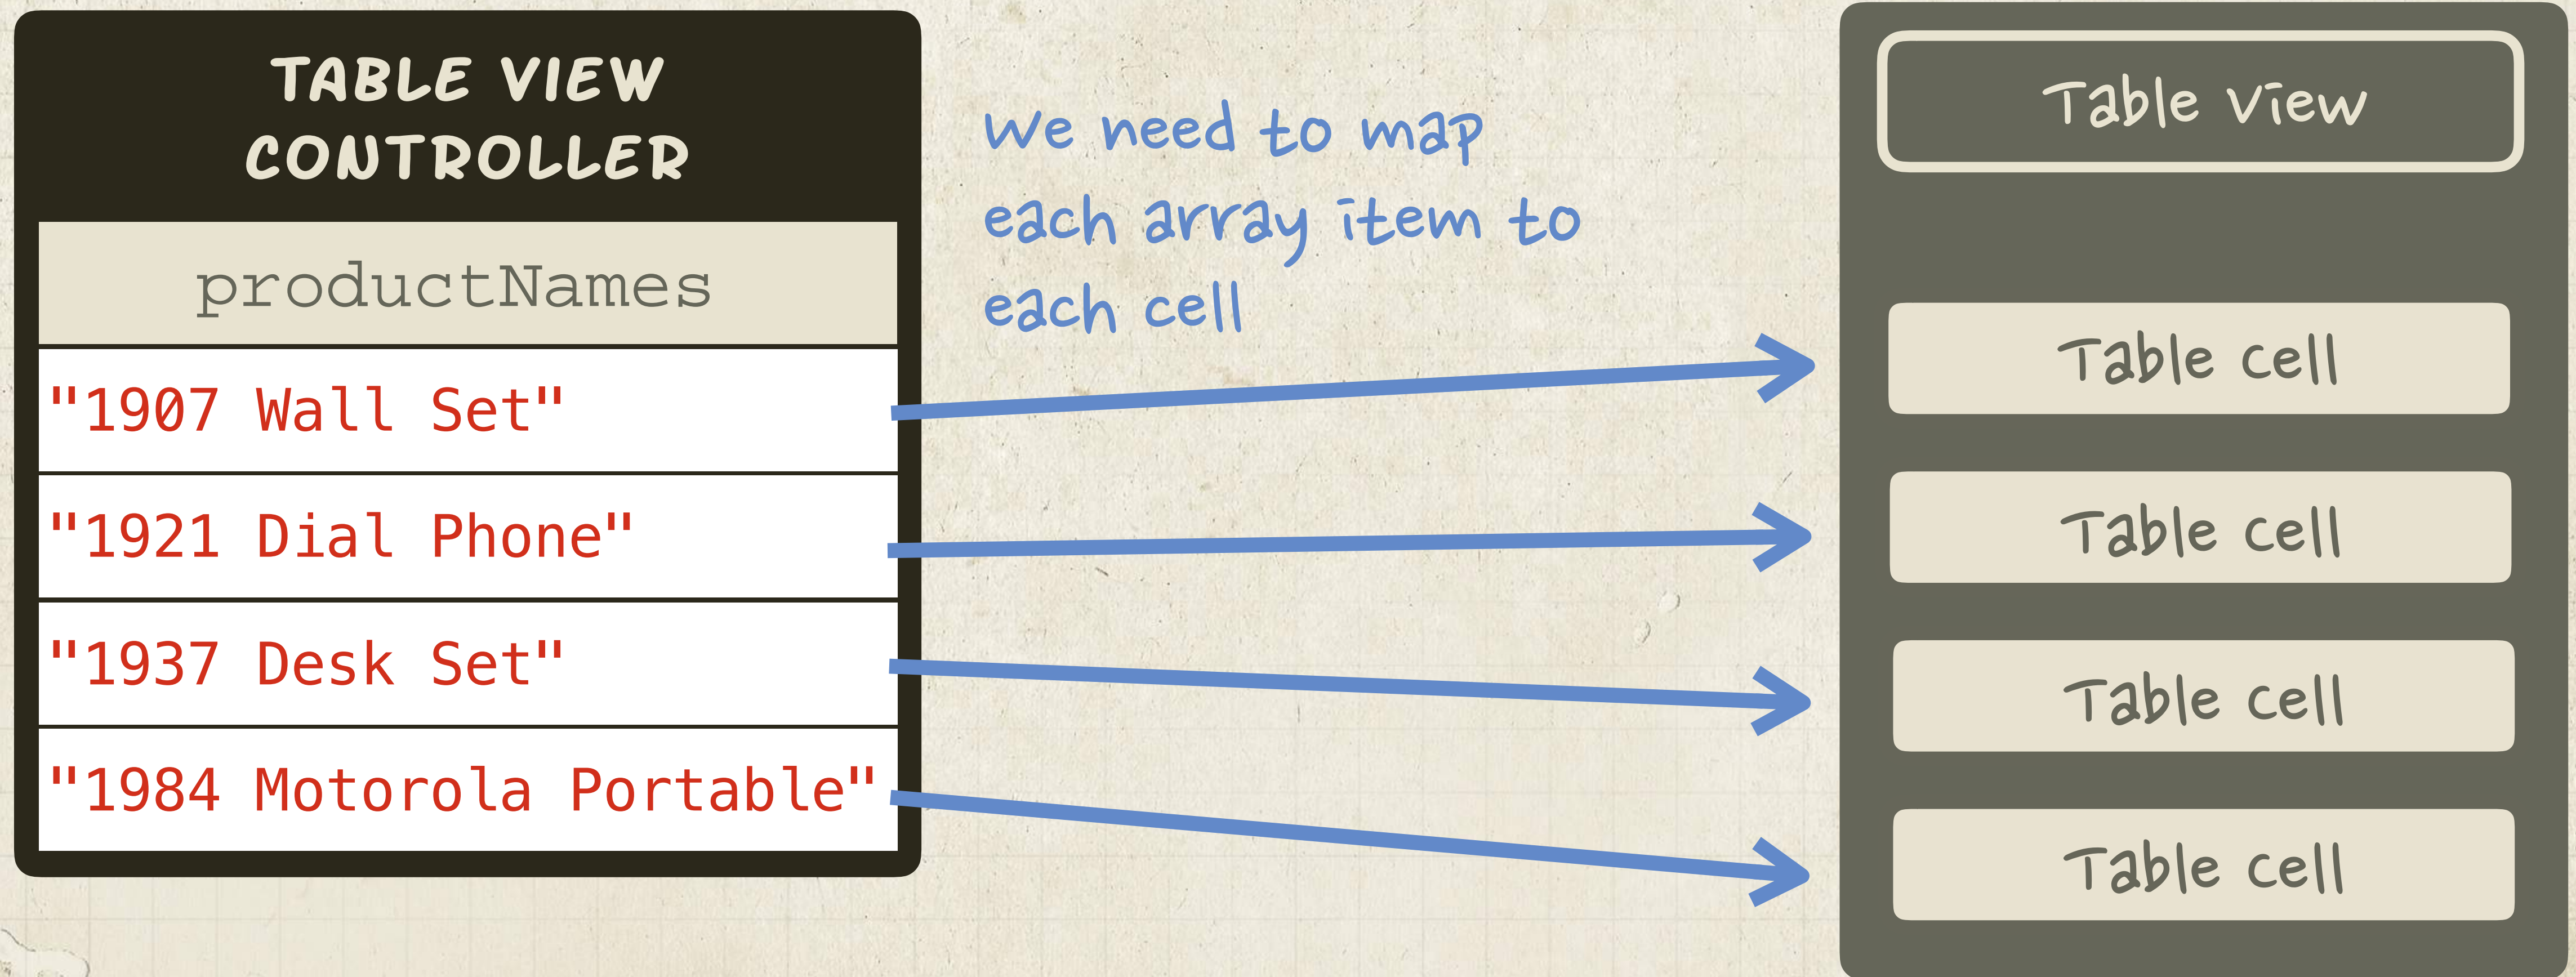 TABLE VIEW
CONTROLLER
productNames
"1907 Wall Set"
"1921 Dial Phone"
"1937 Desk Set"
"1984 Motorola Portable"
We need to map
each array item to
each cell
Table View
Table Cell
Table Cell
Table Cell
Table Cell